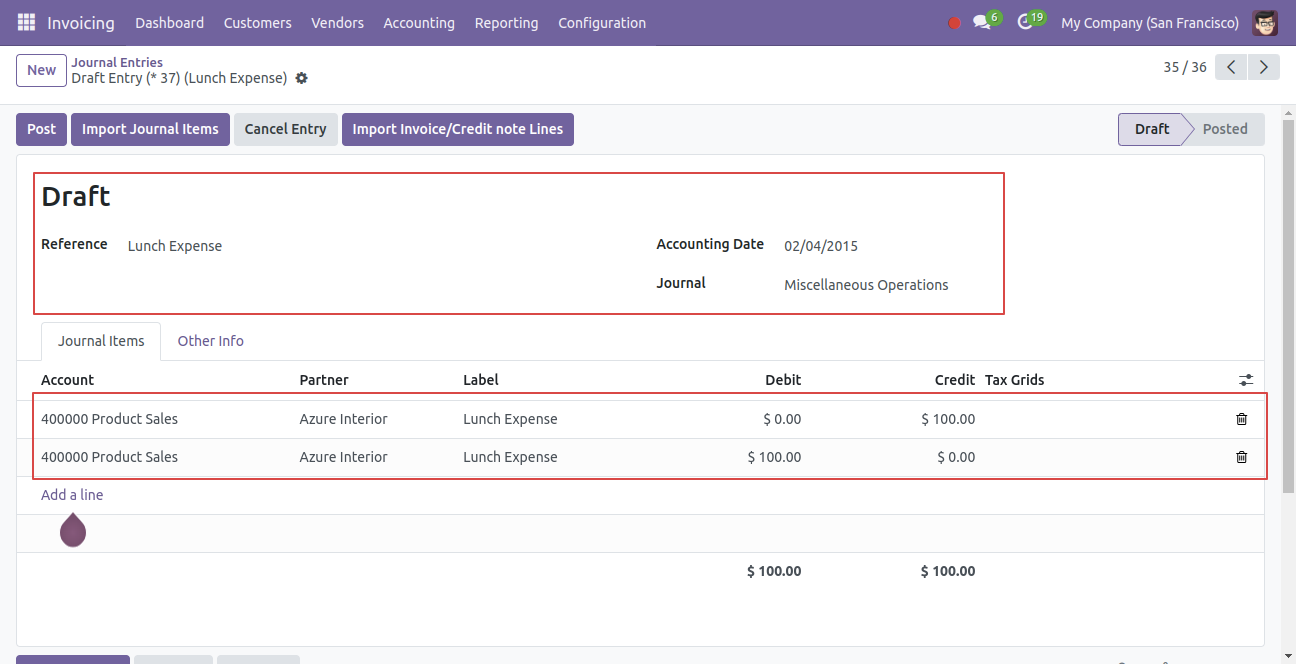 Invoicing Dashboard Customers Vendors Accounting Reporting Configuration 6 19 My Company (San Francisco)
New Journal Entries
Draft Entry (* 37) (Lunch Expense) 35 / 36
Post Import Journal Items Cancel Entry Import Invoice/Credit note Lines Draft Posted
Draft
Reference Lunch Expense Accounting Date 02/04/2015
Journal Miscellaneous Operations
Journal Items Other Info
Account Partner Label Debit Credit Tax Grids
400000 Product Sales Azure Interior Lunch Expense $ 0.00 $ 100.00
400000 Product Sales Azure Interior Lunch Expense $ 100.00 $ 0.00
Add a line
$ 100.00 $ 100.00